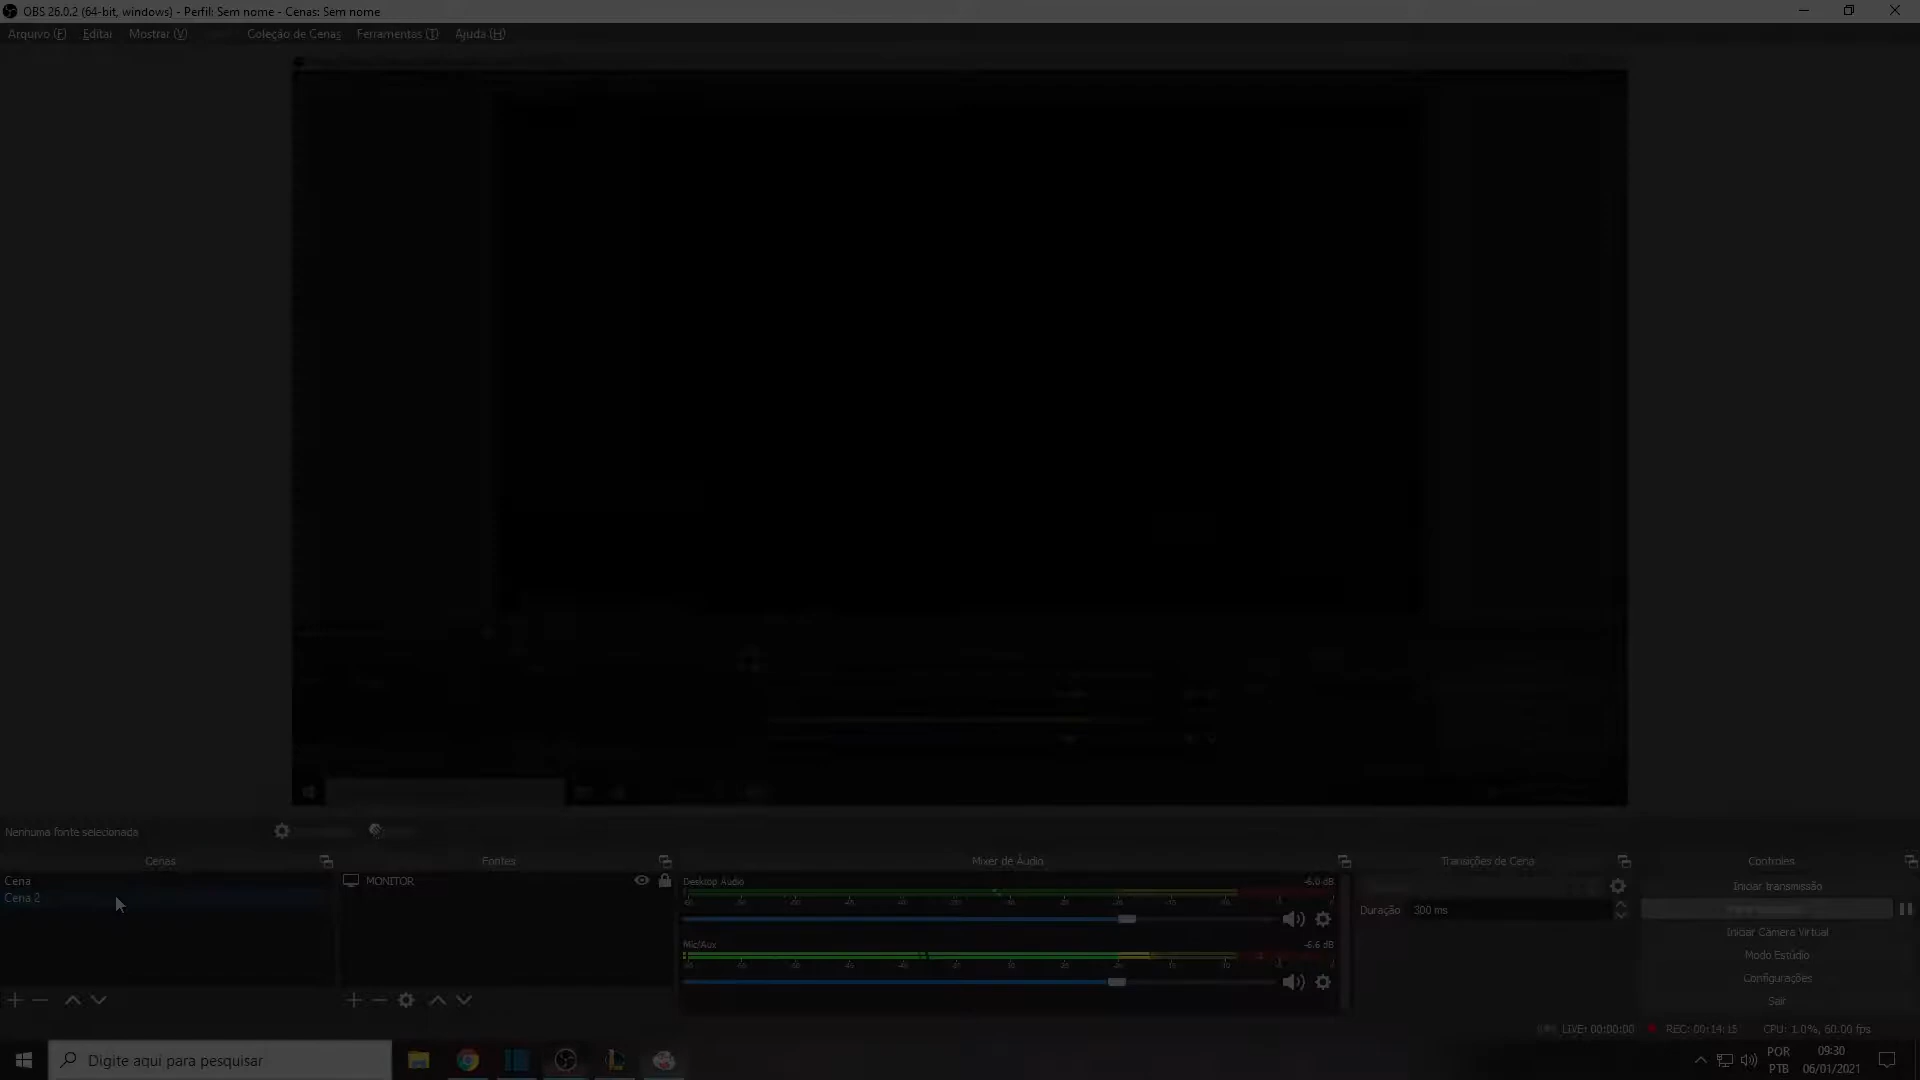 OBS 26.0.2 (64-bit, windows) - Perfil: Sem nome - Cenas: Sem nome
Arquivo (F) Editar Mostrar (V) Coleção de Cenas Ferramentas (T) Ajuda (H)
Nenhuma fonte selecionada
Cenas
Cena
Cena 2
Fontes
MONITOR
Mixer de Áudio
Desktop Audio -6.0 dB
Mic/Aux -6.6 dB
Transições de Cena
Duração 300 ms
Controles
Iniciar transmissão
Iniciar Câmera Virtual
Modo Estúdio
Configurações
Sair
LIVE: 00:00:00 REC: 00:14:15 CPU: 1.0%, 60.00 fps
Digite aqui para pesquisar
POR
PTB
09:30
06/01/2021